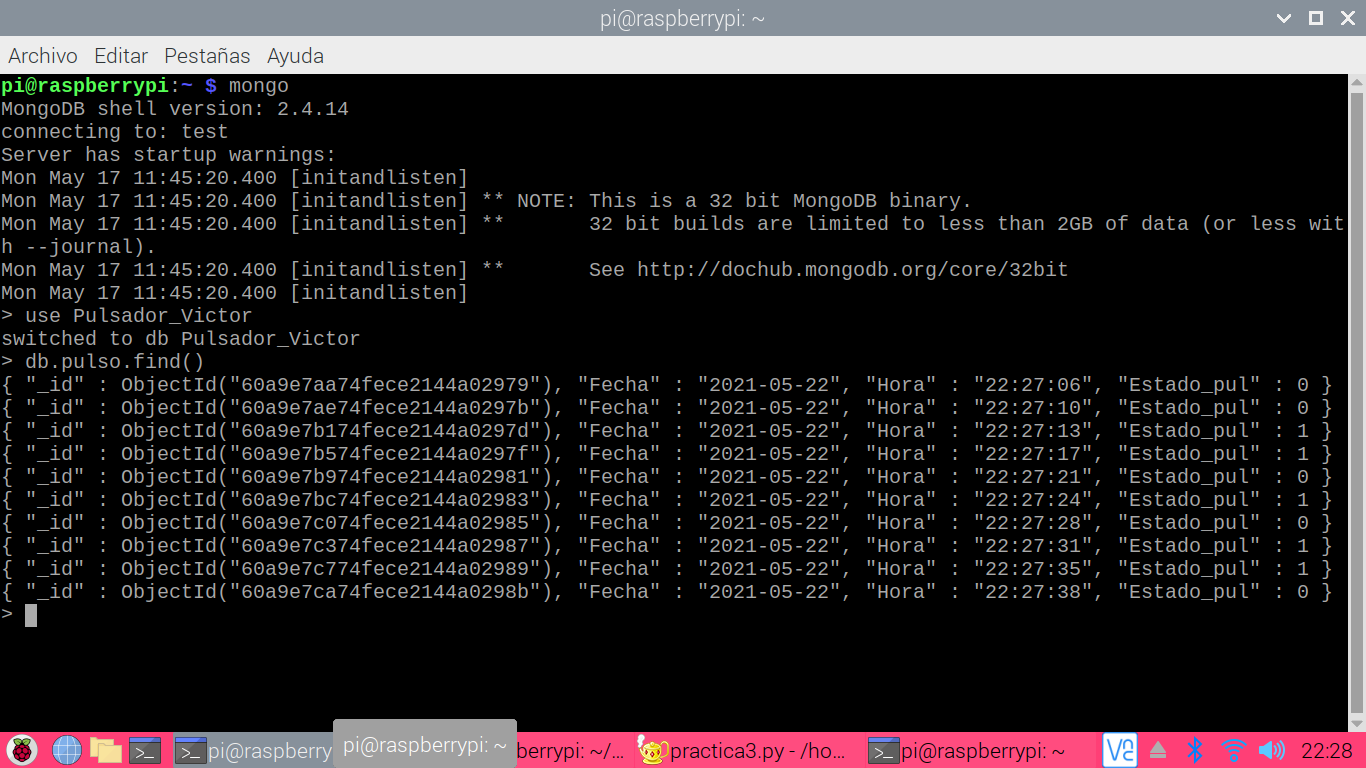 pi@raspberrypi: ~
Archivo Editar Pestañas Ayuda
pi@raspberrypi:~ $ mongo
MongoDB shell version: 2.4.14
connecting to: test
Server has startup warnings:
Mon May 17 11:45:20.400 [initandlisten]
Mon May 17 11:45:20.400 [initandlisten] ** NOTE: This is a 32 bit MongoDB binary.
Mon May 17 11:45:20.400 [initandlisten] **       32 bit builds are limited to less than 2GB of data (or less wit
h --journal).
Mon May 17 11:45:20.400 [initandlisten] **       See http://dochub.mongodb.org/core/32bit
Mon May 17 11:45:20.400 [initandlisten]
> use Pulsador_Victor
switched to db Pulsador_Victor
> db.pulso.find()
{ "_id" : ObjectId("60a9e7aa74fece2144a02979"), "Fecha" : "2021-05-22", "Hora" : "22:27:06", "Estado_pul" : 0 }
{ "_id" : ObjectId("60a9e7ae74fece2144a0297b"), "Fecha" : "2021-05-22", "Hora" : "22:27:10", "Estado_pul" : 0 }
{ "_id" : ObjectId("60a9e7b174fece2144a0297d"), "Fecha" : "2021-05-22", "Hora" : "22:27:13", "Estado_pul" : 1 }
{ "_id" : ObjectId("60a9e7b574fece2144a0297f"), "Fecha" : "2021-05-22", "Hora" : "22:27:17", "Estado_pul" : 1 }
{ "_id" : ObjectId("60a9e7b974fece2144a02981"), "Fecha" : "2021-05-22", "Hora" : "22:27:21", "Estado_pul" : 0 }
{ "_id" : ObjectId("60a9e7bc74fece2144a02983"), "Fecha" : "2021-05-22", "Hora" : "22:27:24", "Estado_pul" : 1 }
{ "_id" : ObjectId("60a9e7c074fece2144a02985"), "Fecha" : "2021-05-22", "Hora" : "22:27:28", "Estado_pul" : 0 }
{ "_id" : ObjectId("60a9e7c374fece2144a02987"), "Fecha" : "2021-05-22", "Hora" : "22:27:31", "Estado_pul" : 1 }
{ "_id" : ObjectId("60a9e7c774fece2144a02989"), "Fecha" : "2021-05-22", "Hora" : "22:27:35", "Estado_pul" : 1 }
{ "_id" : ObjectId("60a9e7ca74fece2144a0298b"), "Fecha" : "2021-05-22", "Hora" : "22:27:38", "Estado_pul" : 0 }
>
pi@raspberry pi@raspberrypi: ~ berrypi: ~/... practica3.py - /ho... pi@raspberrypi: ~ 22:28